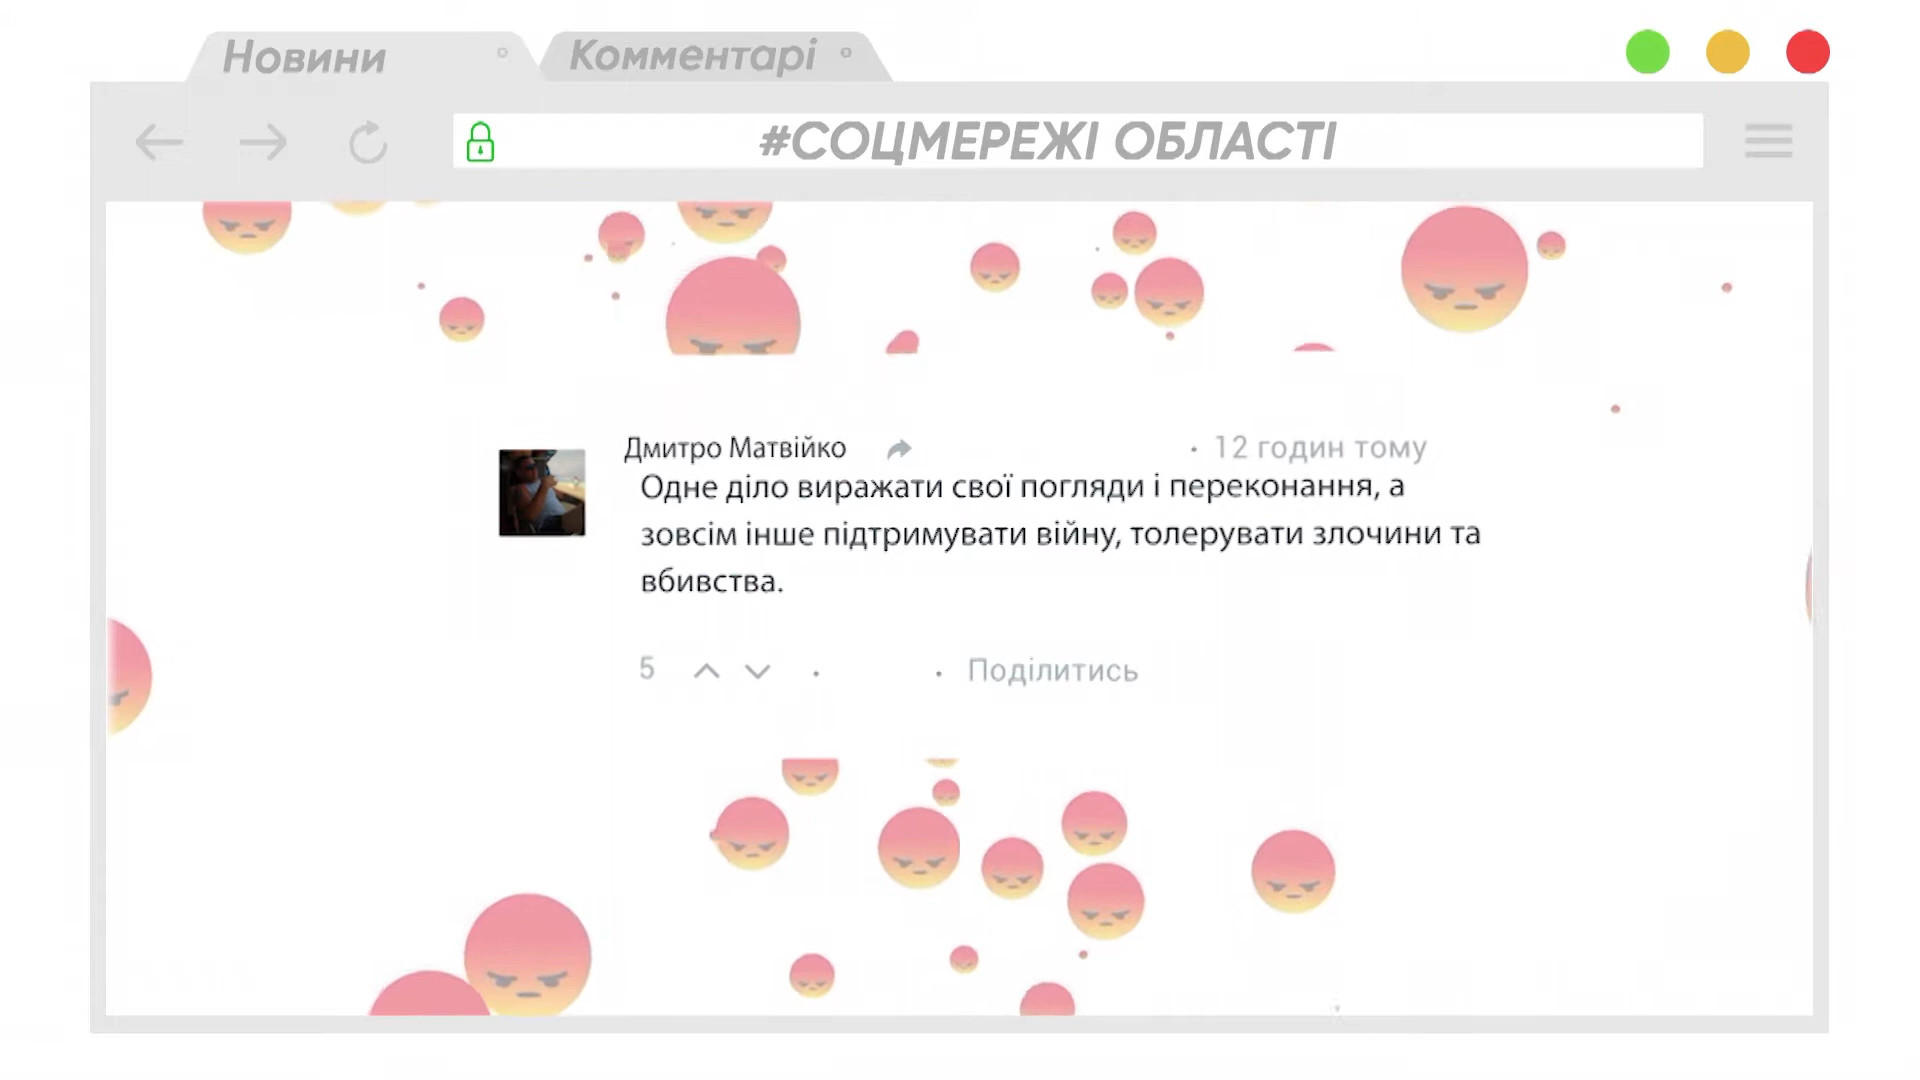 Новини
Комментарі
#СОЦМЕРЕЖІ ОБЛАСТІ
Дмитро Матвійко
· 12 годин тому
Одне діло виражати свої погляди і переконання, а
зовсім інше підтримувати війну, толерувати злочини та
вбивства.
5 · · Поділитись